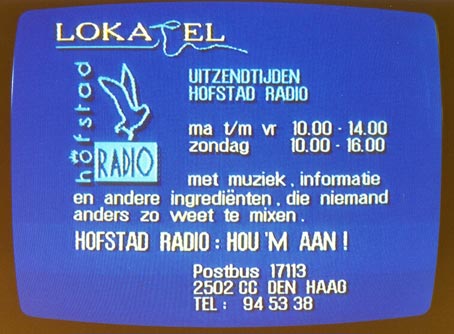 LOKATEL
UITZENDTIJDEN
HOFSTAD RADIO
hofstad
RADIO
ma t/m vr 10.00 - 14.00
zondag 10.00 - 16.00
met muziek, informatie
en andere ingrediënten, die niemand
anders zo weet te mixen.
HOFSTAD RADIO: HOU 'M AAN!
Postbus 17113
2502 CC DEN HAAG
TEL: 94 53 38